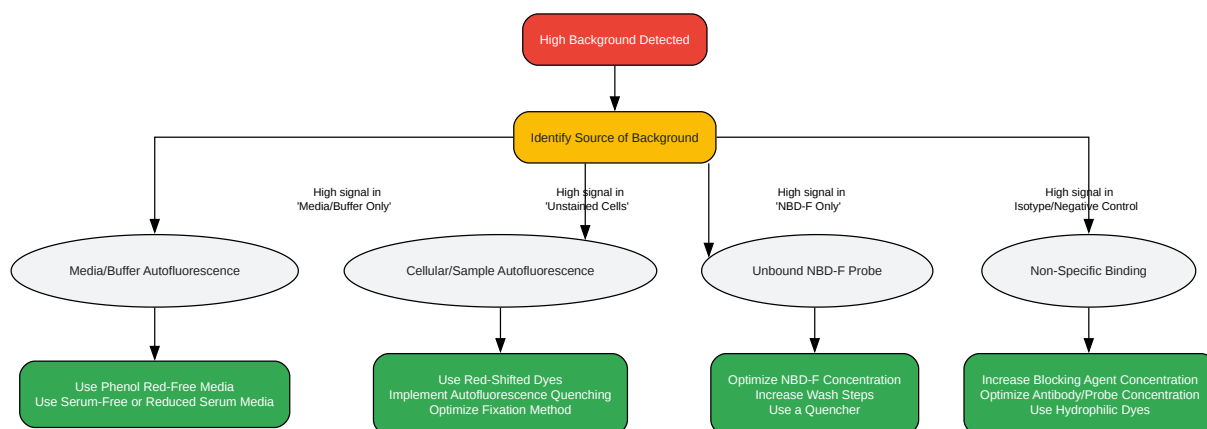 High Background Detected
Identify Source of Background
High signal in
'Media/Buffer Only'
High signal in
'Unstained Cells'
High signal in
'NBD-F Only'
High signal in
Isotype/Negative Control
Media/Buffer Autofluorescence
Cellular/Sample Autofluorescence
Unbound NBD-F Probe
Non-Specific Binding
Use Phenol Red-Free Media
Use Serum-Free or Reduced Serum Media
Use Red-Shifted Dyes
Implement Autofluorescence Quenching
Optimize Fixation Method
Optimize NBD-F Concentration
Increase Wash Steps
Use a Quencher
Increase Blocking Agent Concentration
Optimize Antibody/Probe Concentration
Use Hydrophilic Dyes